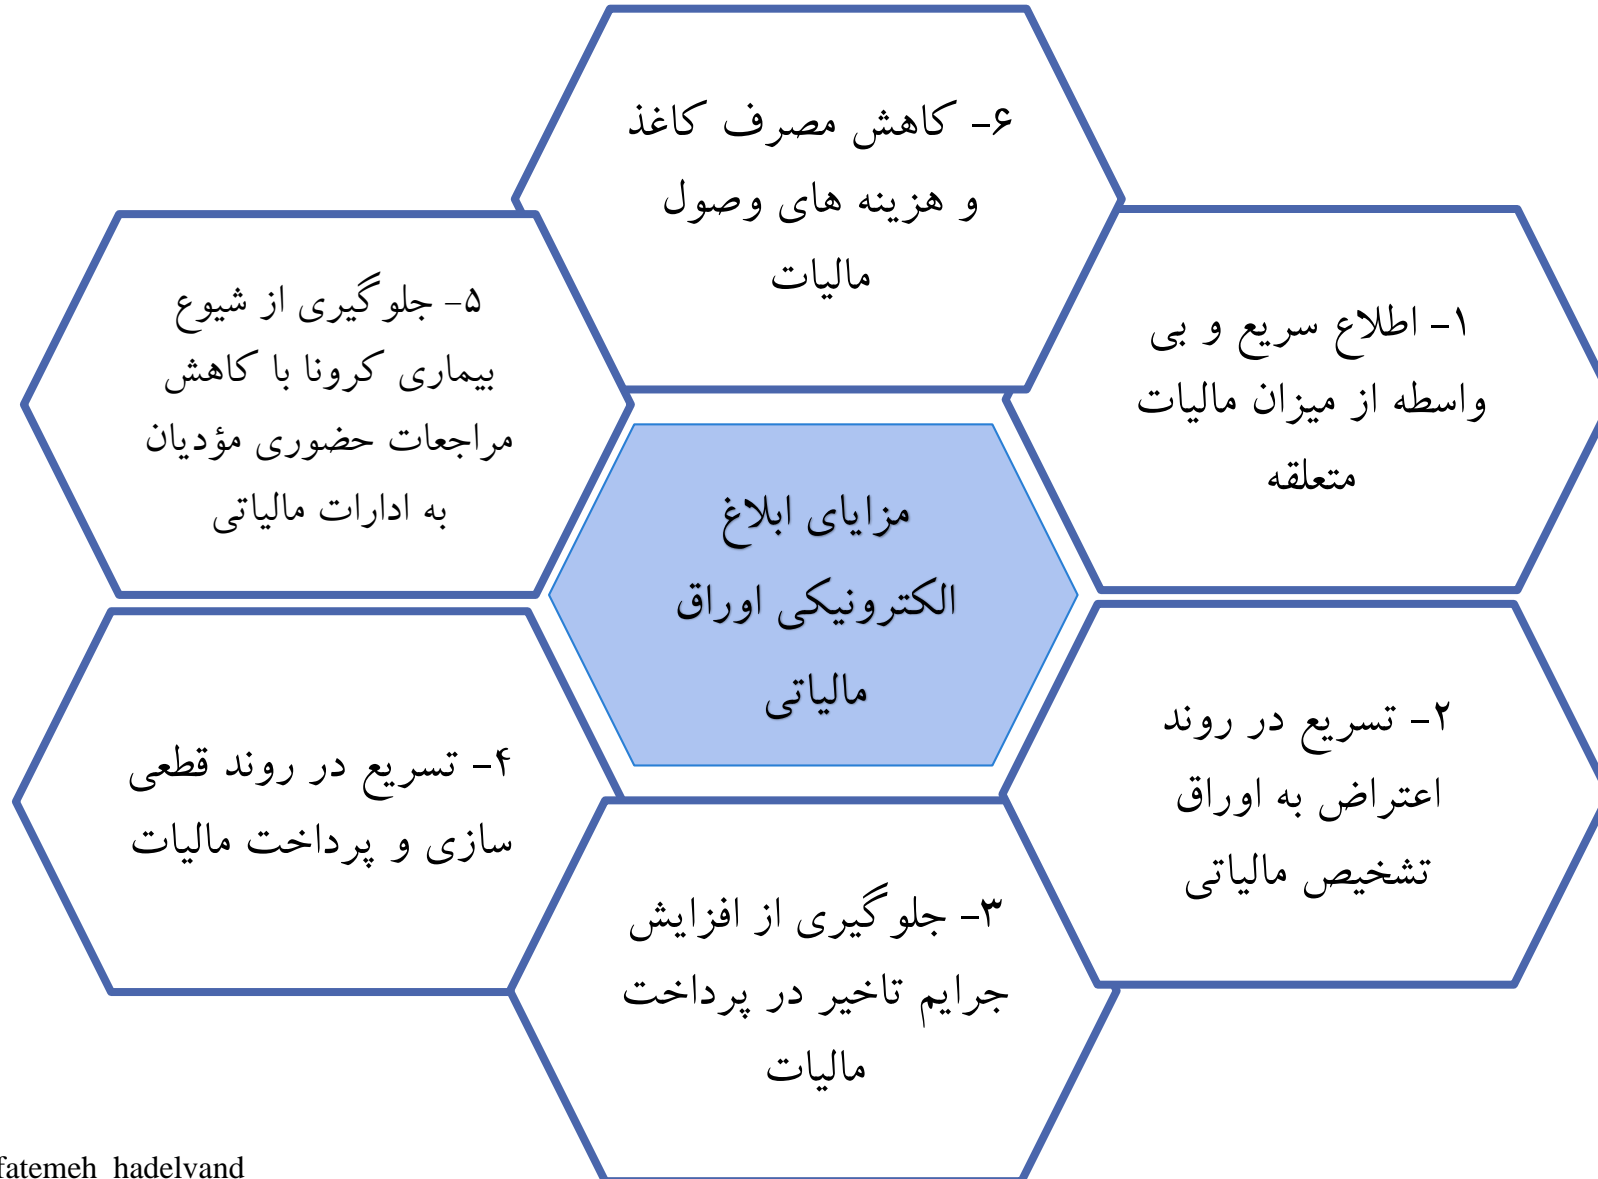 مزایای ابلاغ
الکترونیکی اوراق
مالیاتی
۱- اطلاع سریع و بی
واسطه از میزان مالیات
متعلقه
۲- تسریع در روند
اعتراض به اوراق
تشخیص مالیاتی
۳- جلوگیری از افزایش
جرایم تاخیر در پرداخت
مالیات
۴- تسریع در روند قطعی
سازی و پرداخت مالیات
۵- جلوگیری از شیوع
بیماری کرونا با کاهش
مراجعات حضوری مؤدیان
به ادارات مالیاتی
۶- کاهش مصرف کاغذ
و هزینه های وصول
مالیات
fatemeh hadelvand